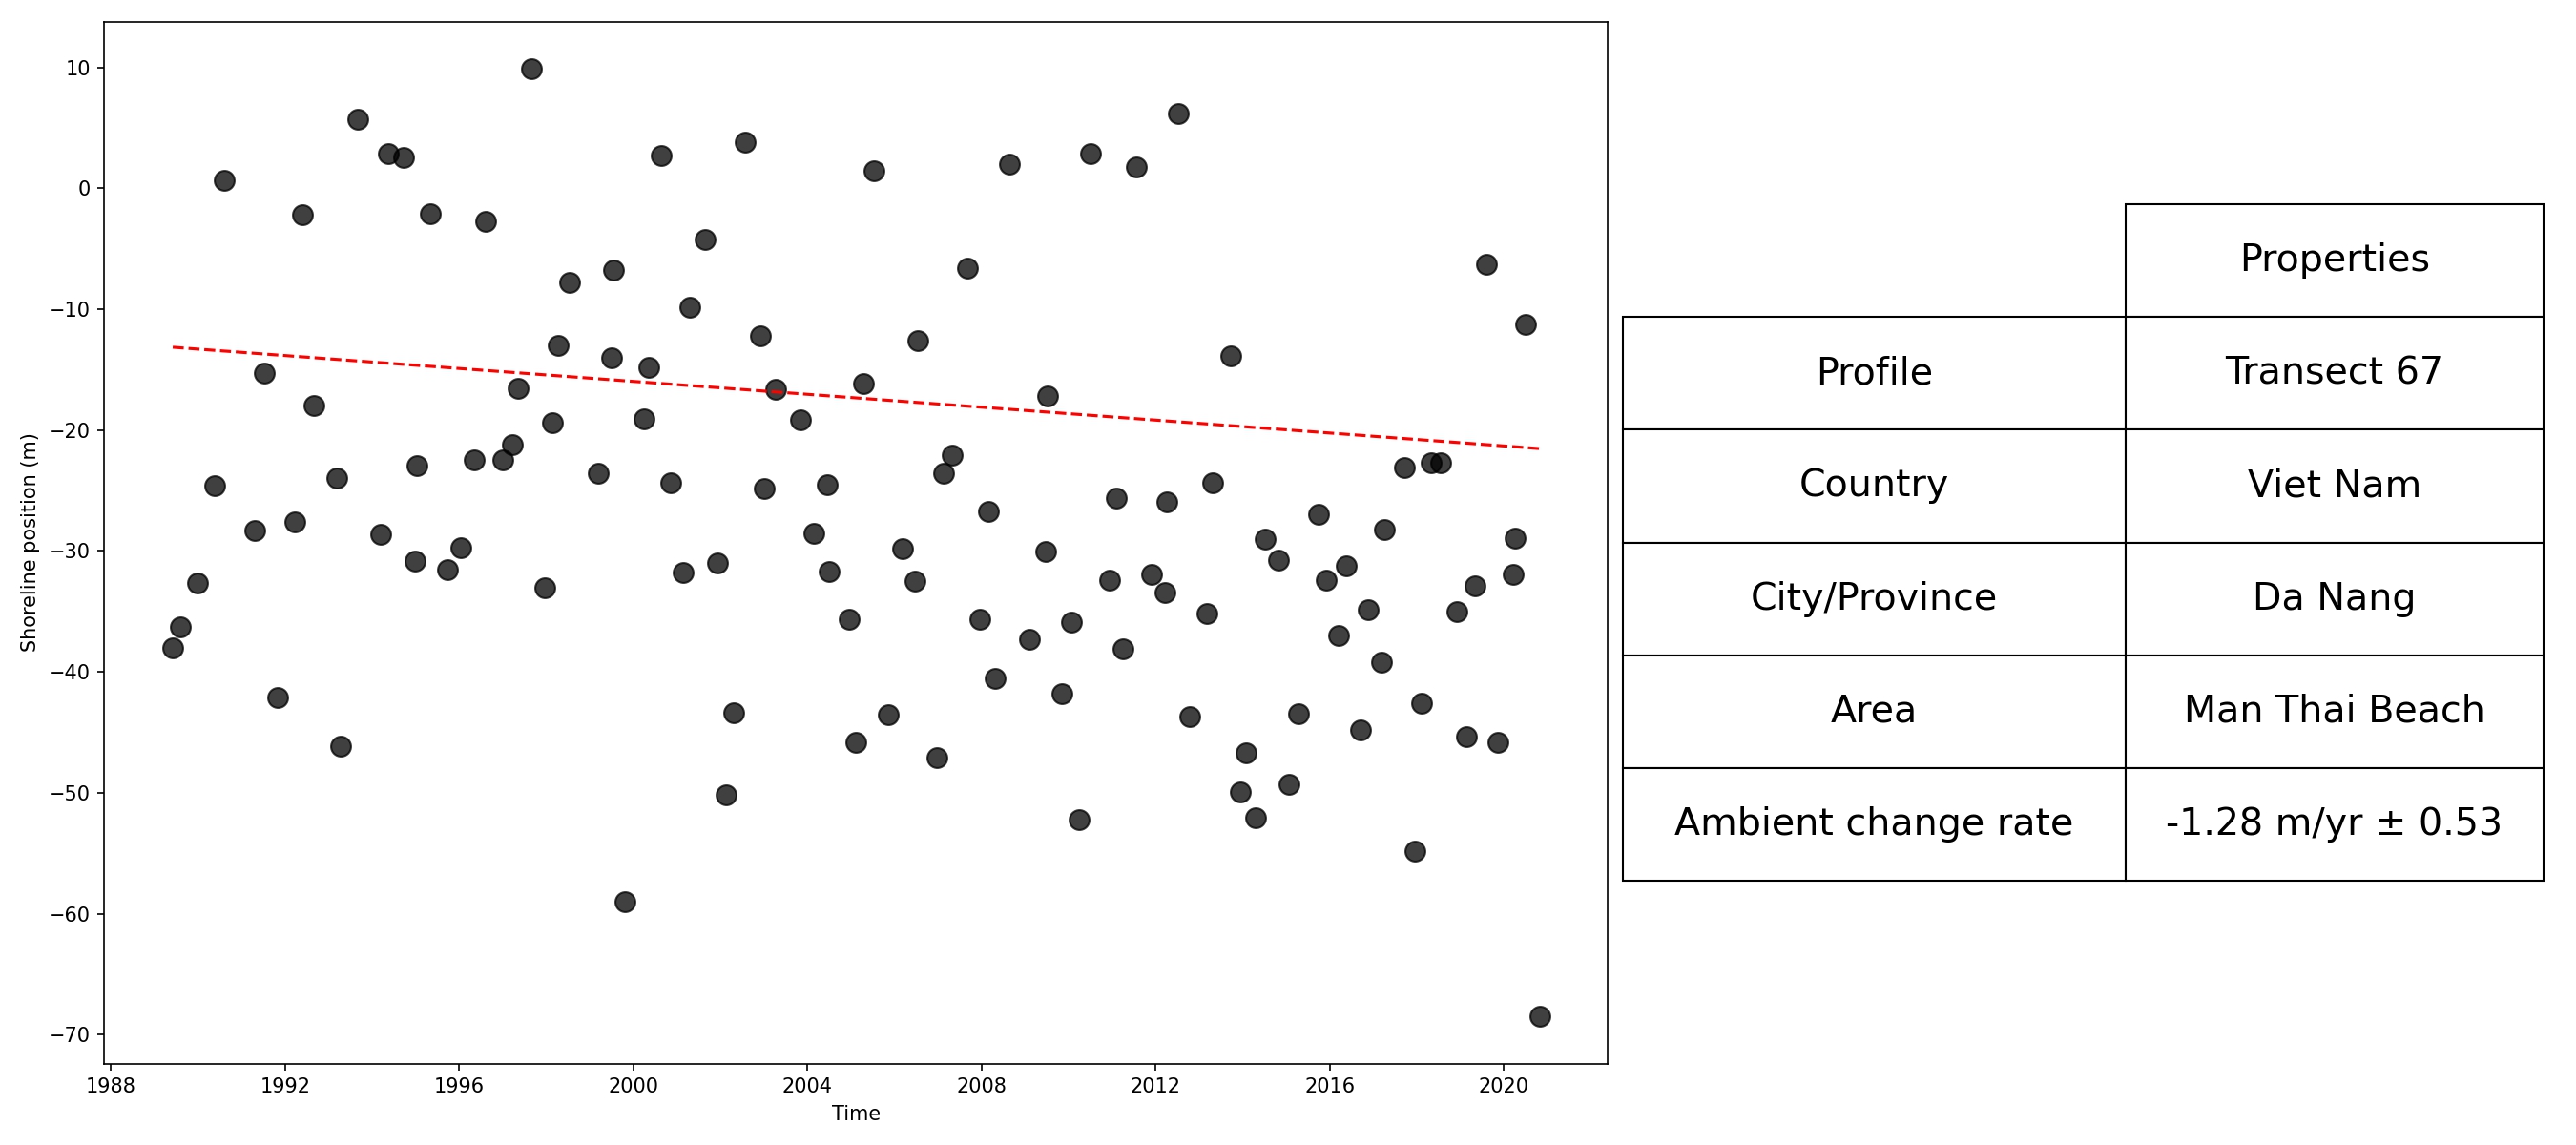 10
0
−10
−20
−30
−40
−50
−60
−70
Shoreline position (m)
1988 1992 1996 2000 2004 2008 2012 2016 2020
Time
Properties
Profile Transect 67
Country Viet Nam
City/Province Da Nang
Area Man Thai Beach
Ambient change rate -1.28 m/yr ± 0.53